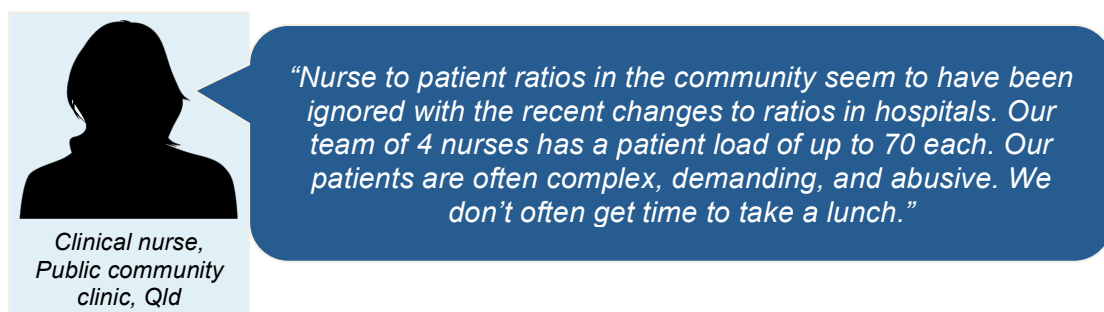 “Nurse to patient ratios in the community seem to have been
ignored with the recent changes to ratios in hospitals. Our
team of 4 nurses has a patient load of up to 70 each. Our
patients are often complex, demanding, and abusive. We
don’t often get time to take a lunch.”
Clinical nurse,
Public community
clinic, Qld